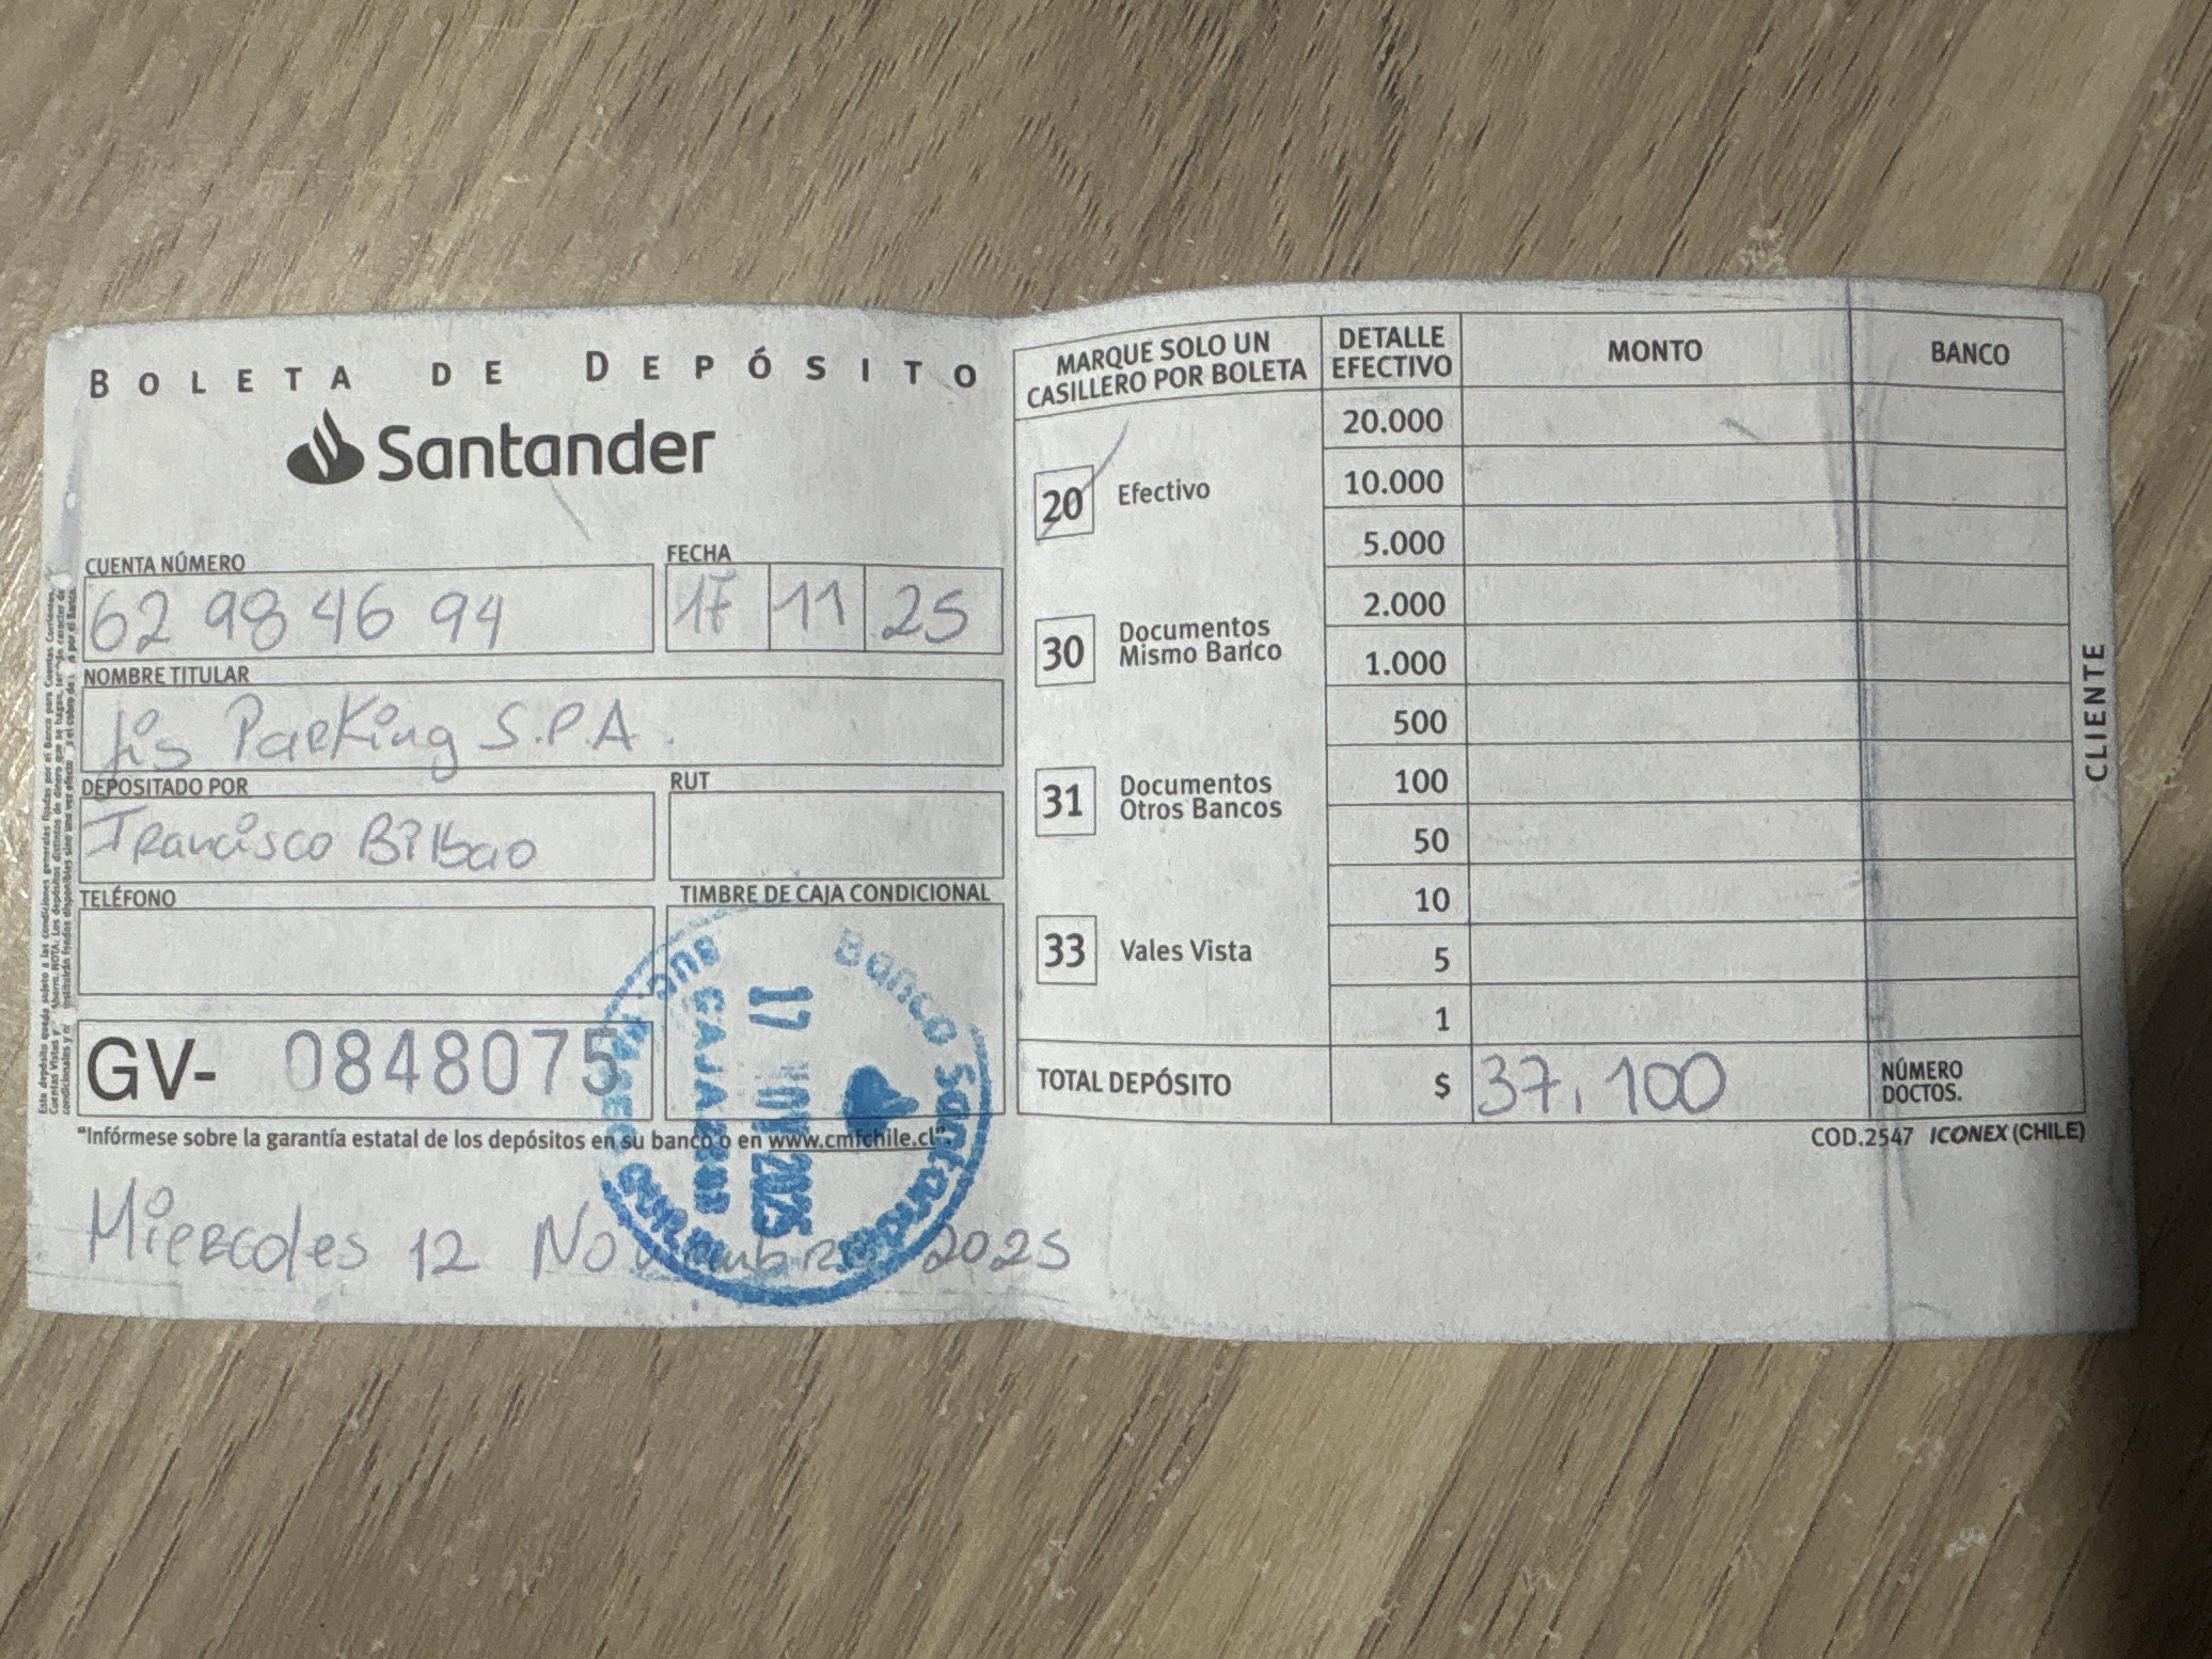 BOLETA DE DEPÓSITO
Santander
CUENTA NÚMERO
62 98 46 94
FECHA
17 11 25
NOMBRE TITULAR
Jis Parking S.P.A.
DEPOSITADO POR
Francisco Bilbao
RUT
TELÉFONO
TIMBRE DE CAJA CONDICIONAL
GV- 0848075
"Infórmese sobre la garantía estatal de los depósitos en su banco o en www.cmfchile.cl".
Miercoles 12 Noviembre 2025
Banco Santander
17 NOV 2025
MARQUE SOLO UN
CASILLERO POR BOLETA
20 Efectivo
30 Documentos
Mismo Banco
31 Documentos
Otros Bancos
33 Vales Vista
DETALLE
EFECTIVO
MONTO
BANCO
20.000
10.000
5.000
2.000
1.000
500
100
50
10
5
1
TOTAL DEPÓSITO $ 37.100
NÚMERO
DOCTOS.
COD.2547 ICONEX (CHILE)
CLIENTE